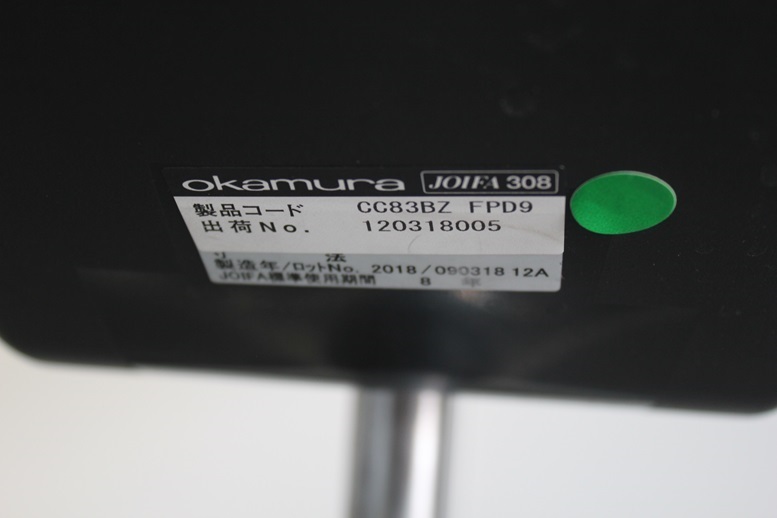 okamura JOIFA 308
製品コード CC83BZ FPD9
出荷No. 120318005
寸法
製造年/ロットNo. 2018/090318 12A
JOIFA標準使用期間 8 年